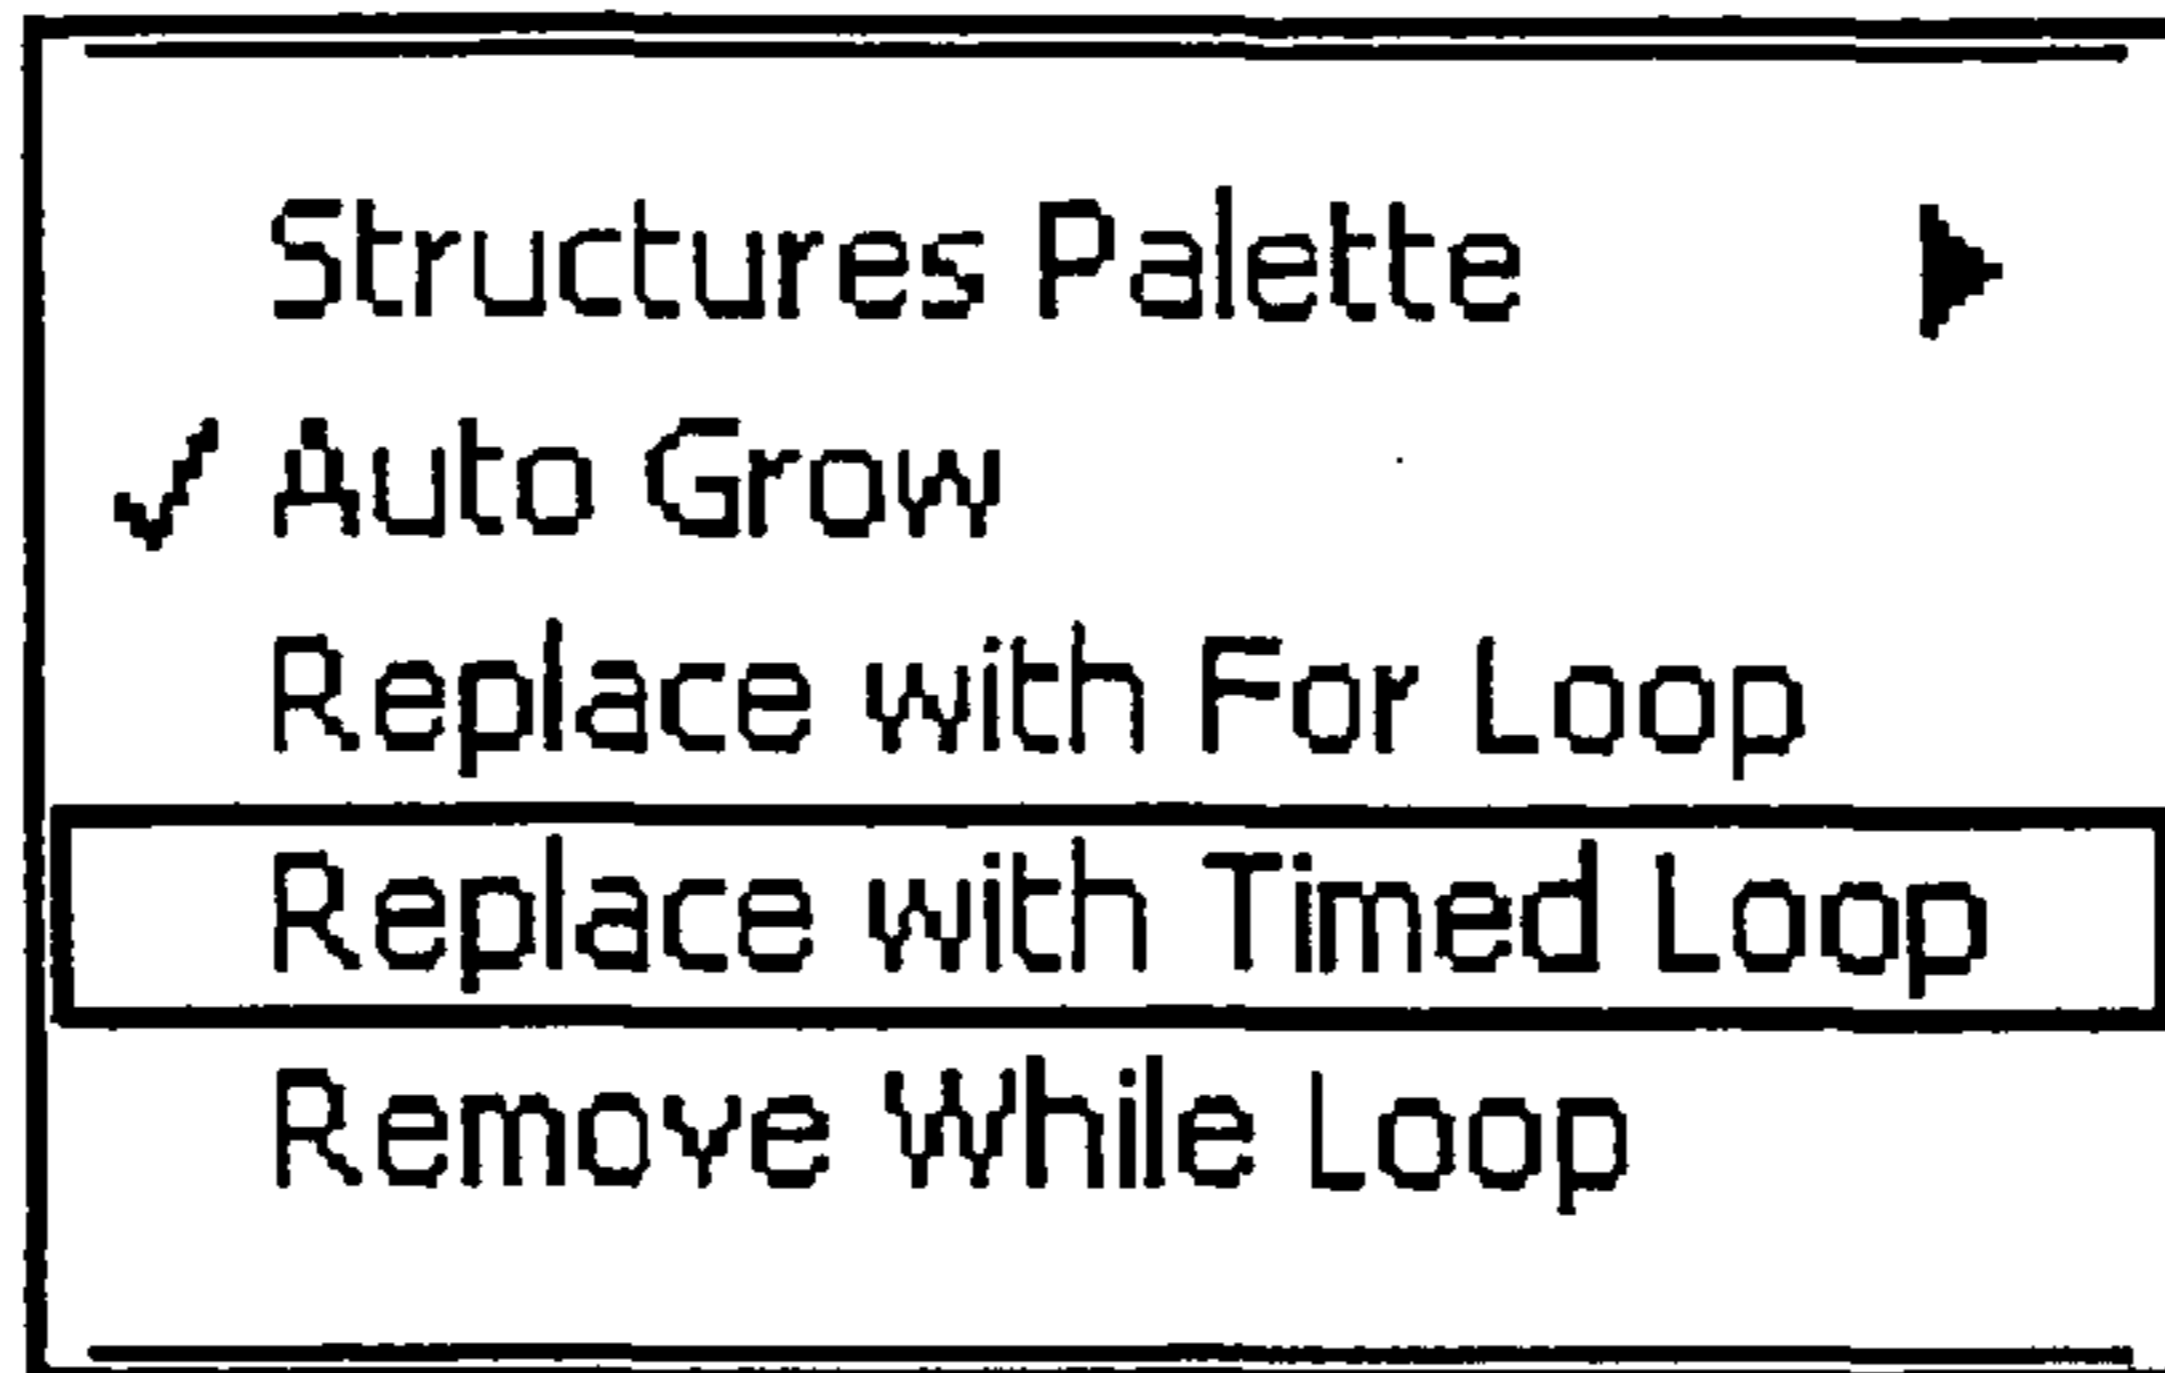 Structures Palette
✓ Auto Grow
Replace with For Loop
Replace with Timed Loop
Remove While Loop